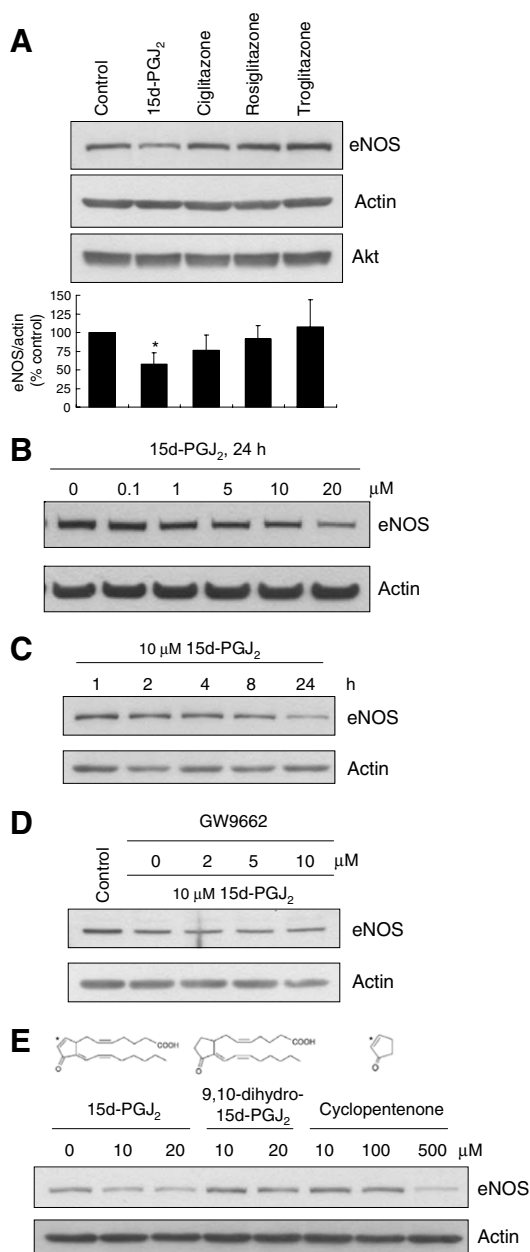 A
Control
15d-PGJ₂
Ciglitazone
Rosiglitazone
Troglitazone
eNOS
Actin
Akt
eNOS/actin
(% control)
150
125
100
75
50
25
0
*
B
15d-PGJ₂, 24 h
0 0.1 1 5 10 20 μM
eNOS
Actin
C
10 μM 15d-PGJ₂
1 2 4 8 24 h
eNOS
Actin
D
GW9662
Control
0 2 5 10 μM
10 μM 15d-PGJ₂
eNOS
Actin
E
* COOH O
COOH O
* O
15d-PGJ₂
9,10-dihydro-
15d-PGJ₂
Cyclopentenone
0 10 20 10 20 10 100 500 μM
eNOS
Actin